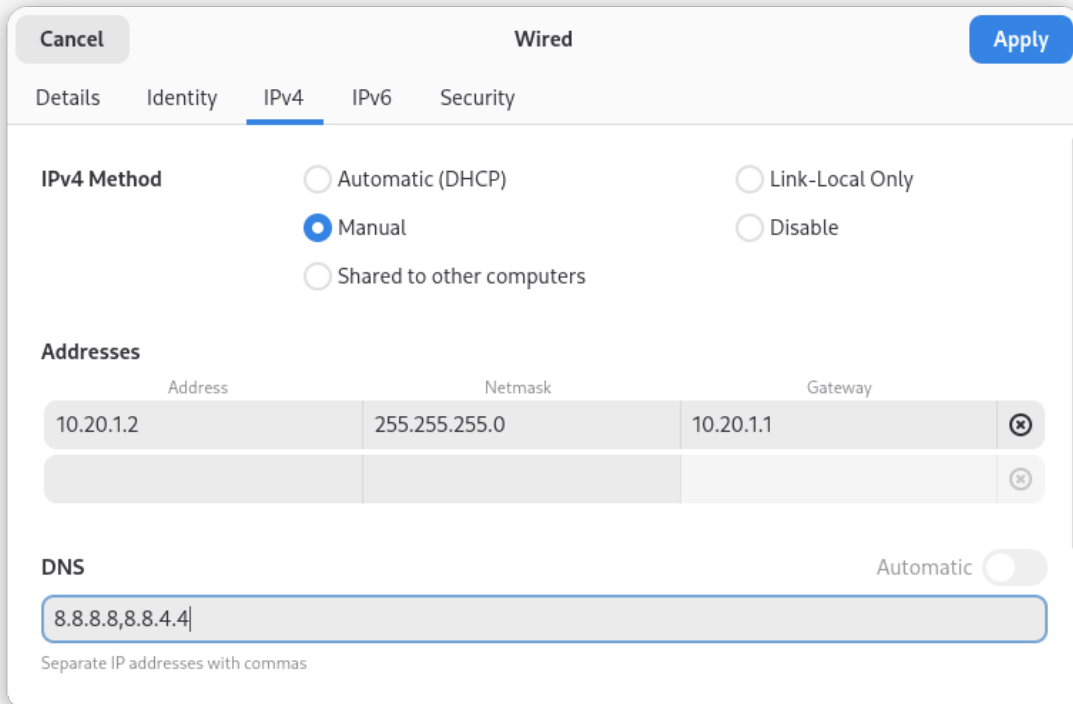 Cancel Wired Apply
Details Identity IPv4 IPv6 Security
IPv4 Method Automatic (DHCP) Link-Local Only
Manual Disable
Shared to other computers
Addresses
Address Netmask Gateway
10.20.1.2 255.255.255.0 10.20.1.1
DNS Automatic
8.8.8.8,8.8.4.4
Separate IP addresses with commas